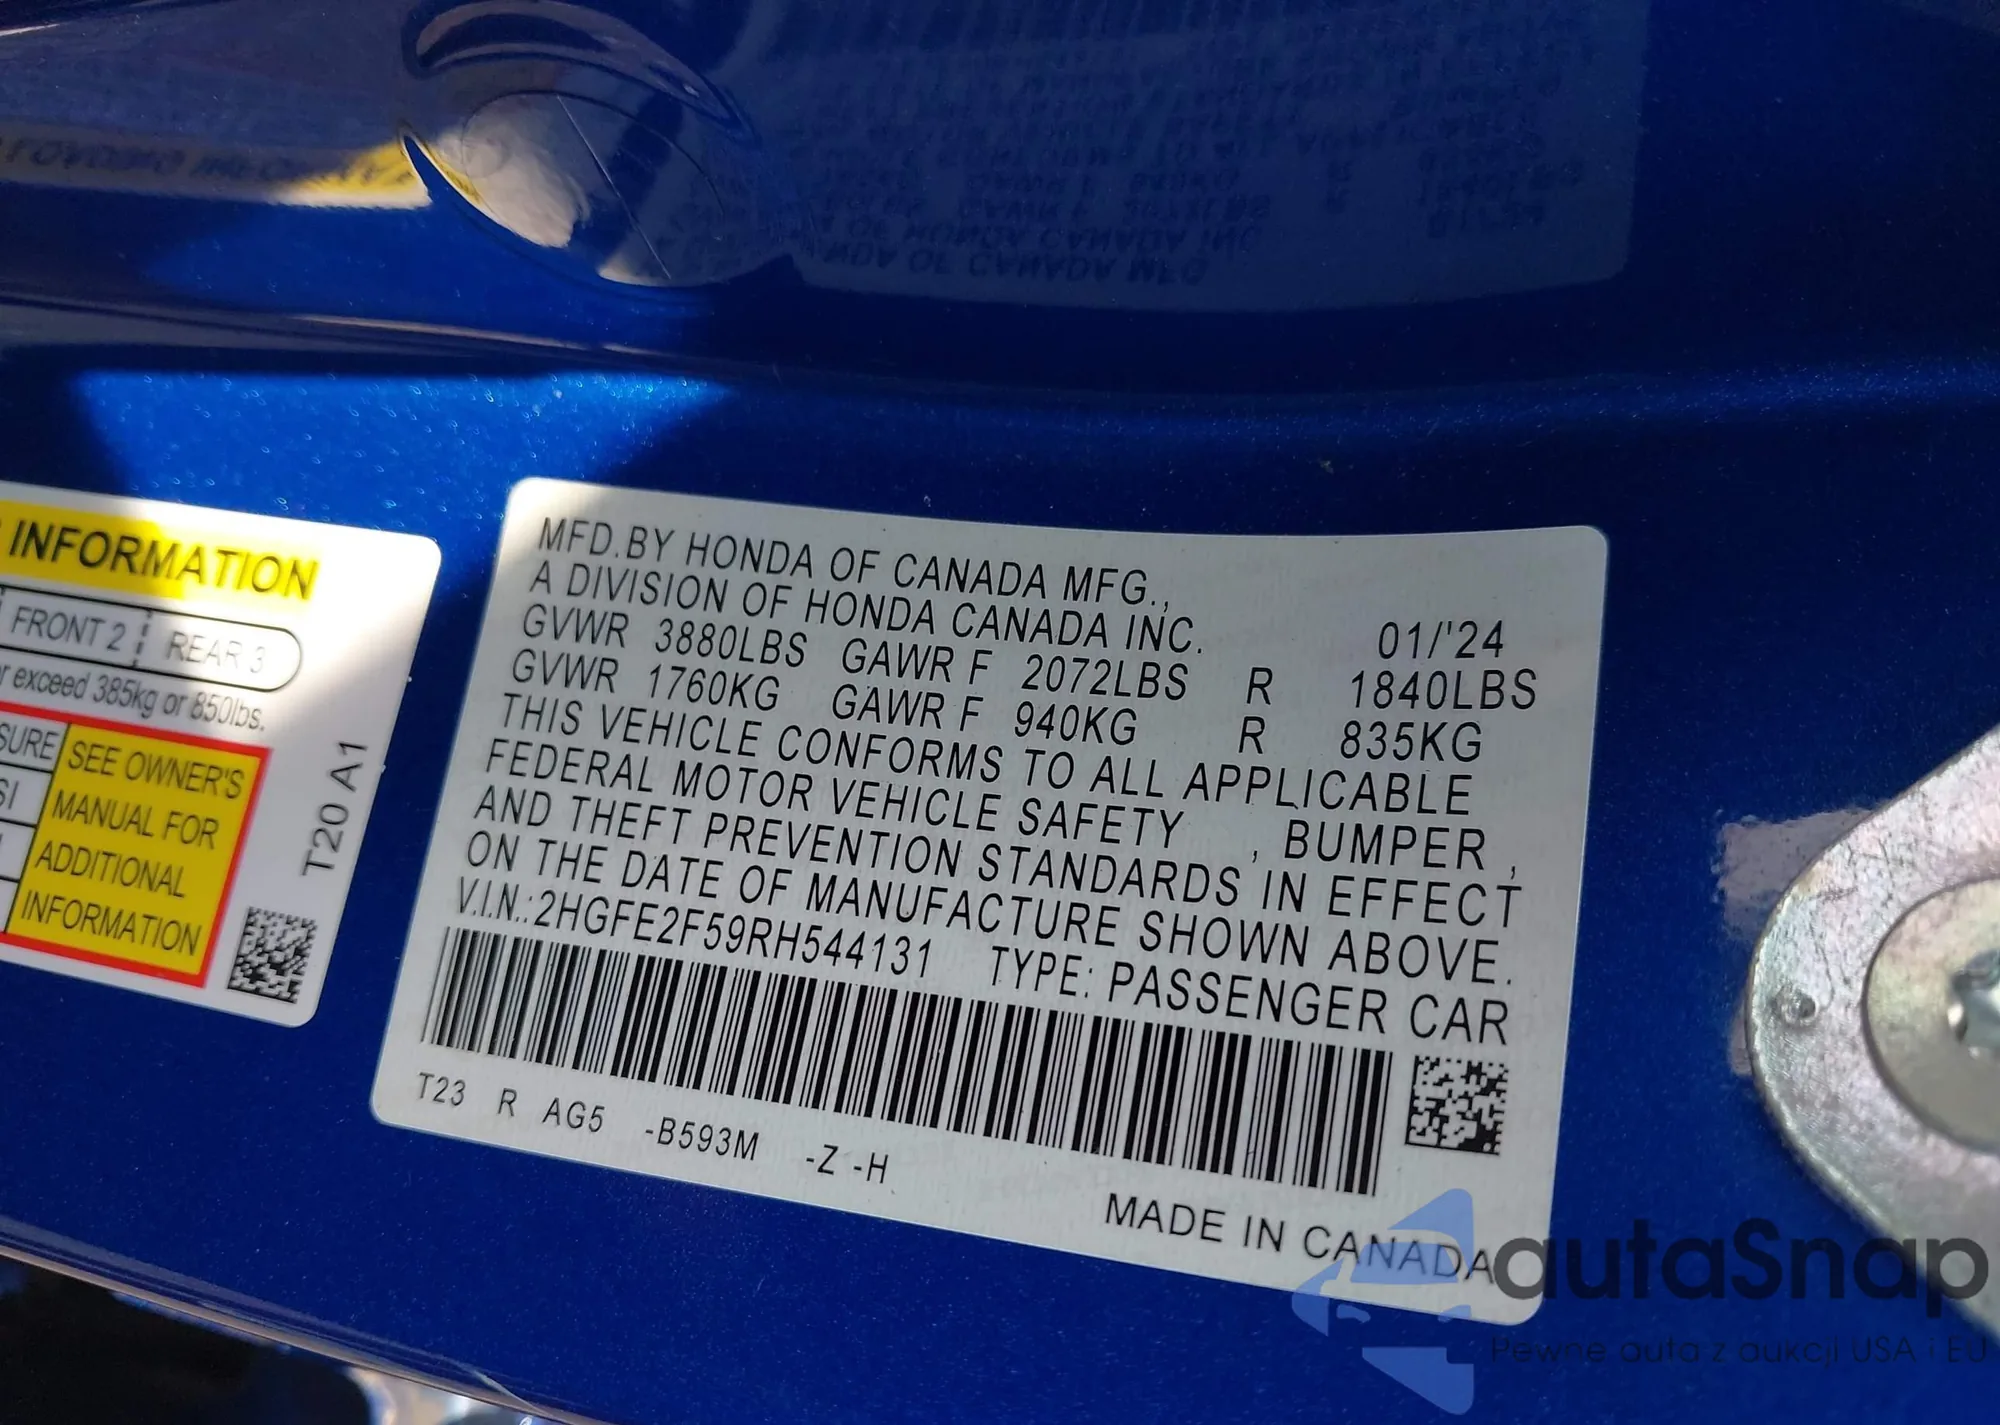 INFORMATION
FRONT 2 REAR 3
exceed 385kg or 850lbs.
SURE
SEE OWNER'S
MANUAL FOR
ADDITIONAL
INFORMATION
T20 A1
MFD.BY HONDA OF CANADA MFG.,
A DIVISION OF HONDA CANADA INC. 01/'24
GVWR 3880LBS GAWR F 2072LBS R 1840LBS
GVWR 1760KG GAWR F 940KG R 835KG
THIS VEHICLE CONFORMS TO ALL APPLICABLE
FEDERAL MOTOR VEHICLE SAFETY , BUMPER ,
AND THEFT PREVENTION STANDARDS IN EFFECT
ON THE DATE OF MANUFACTURE SHOWN ABOVE.
V.I.N.:2HGFE2F59RH544131 TYPE: PASSENGER CAR
T23 R AG5 -B593M -Z -H
MADE IN CANADA
autaSnap
Pewne auta z aukcji USA i EU